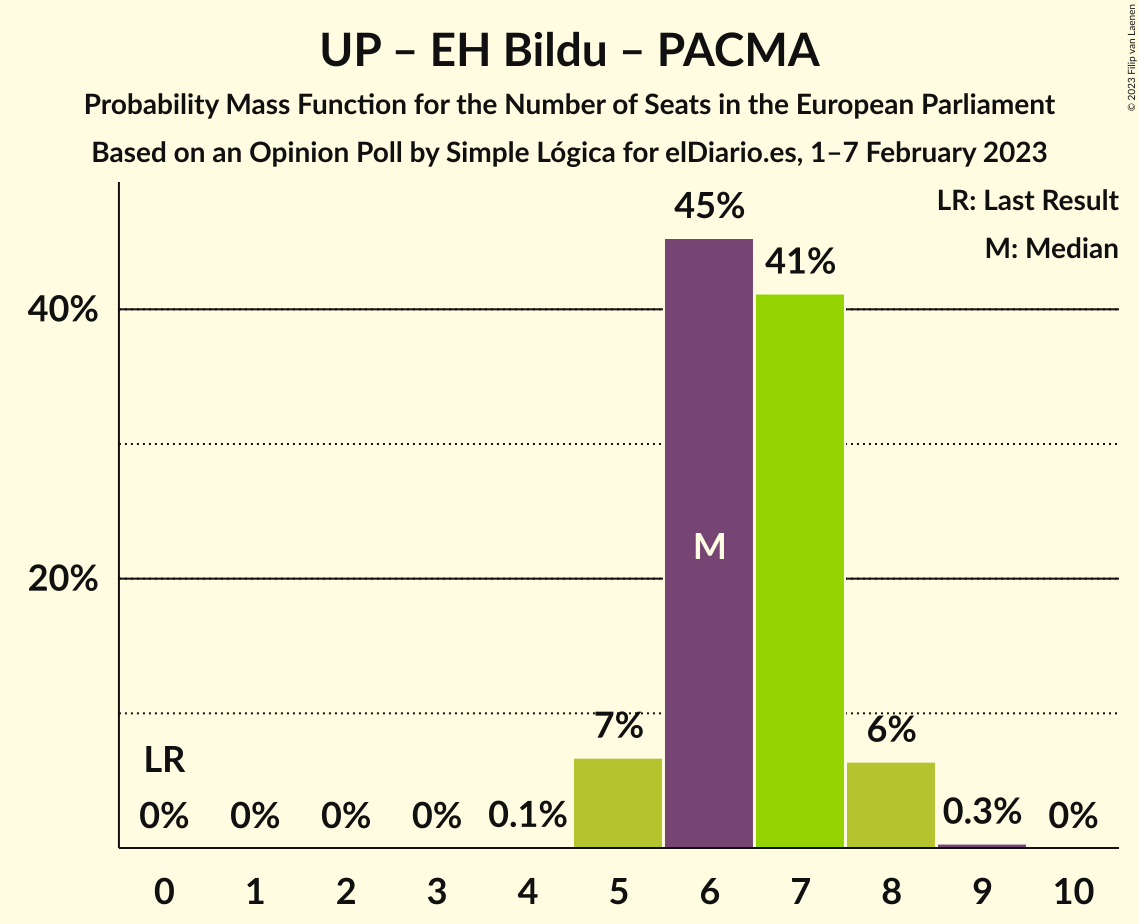 UP – EH Bildu – PACMA
Probability Mass Function for the Number of Seats in the European Parliament
Based on an Opinion Poll by Simple Lógica for elDiario.es, 1–7 February 2023
© 2023 Filip van Laenen
LR: Last Result
M: Median
45%
41%
40%
M
20%
7%
6%
LR
0%
0%
0%
0%
0.1%
0.3%
0%
0 1 2 3 4 5 6 7 8 9 10